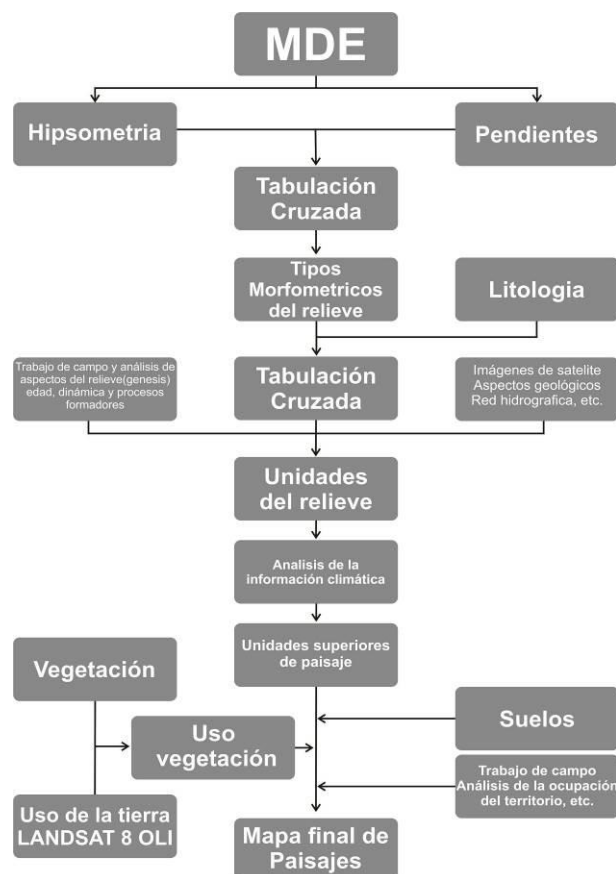 MDE
Hipsometria
Pendientes
Tabulación
Cruzada
Tipos
Morfometricos
del relieve
Litologia
Trabajo de campo y análisis de
aspectos del relieve(genesis)
edad, dinámica y procesos
formadores
Tabulación
Cruzada
Imágenes de satelite
Aspectos geológicos
Red hidrografica, etc.
Unidades
del relieve
Analisis de la
información climática
Unidades superiores
de paisaje
Vegetación
Suelos
Uso
vegetación
Trabajo de campo
Análisis de la ocupación
del territorio, etc.
Uso de la tierra
LANDSAT 8 OLI
Mapa final de
Paisajes